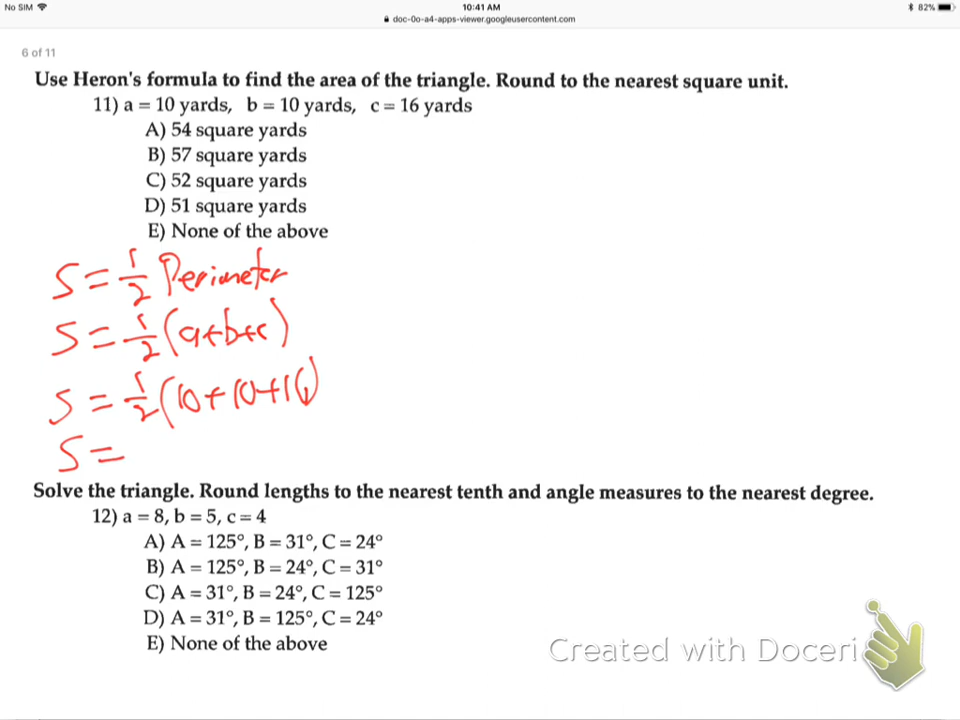 No SIM 10:41 AM 82%
doc-0o-a4-apps-viewer.googleusercontent.com
6 of 11
Use Heron's formula to find the area of the triangle. Round to the nearest square unit.
11) a = 10 yards, b = 10 yards, c = 16 yards
A) 54 square yards
B) 57 square yards
C) 52 square yards
D) 51 square yards
E) None of the above
S = 1/2 Perimeter
S = 1/2 (a+b+c)
S = 1/2 (10+10+16)
S =
Solve the triangle. Round lengths to the nearest tenth and angle measures to the nearest degree.
12) a = 8, b = 5, c = 4
A) A = 125°, B = 31°, C = 24°
B) A = 125°, B = 24°, C = 31°
C) A = 31°, B = 24°, C = 125°
D) A = 31°, B = 125°, C = 24°
E) None of the above
Created with Doceri